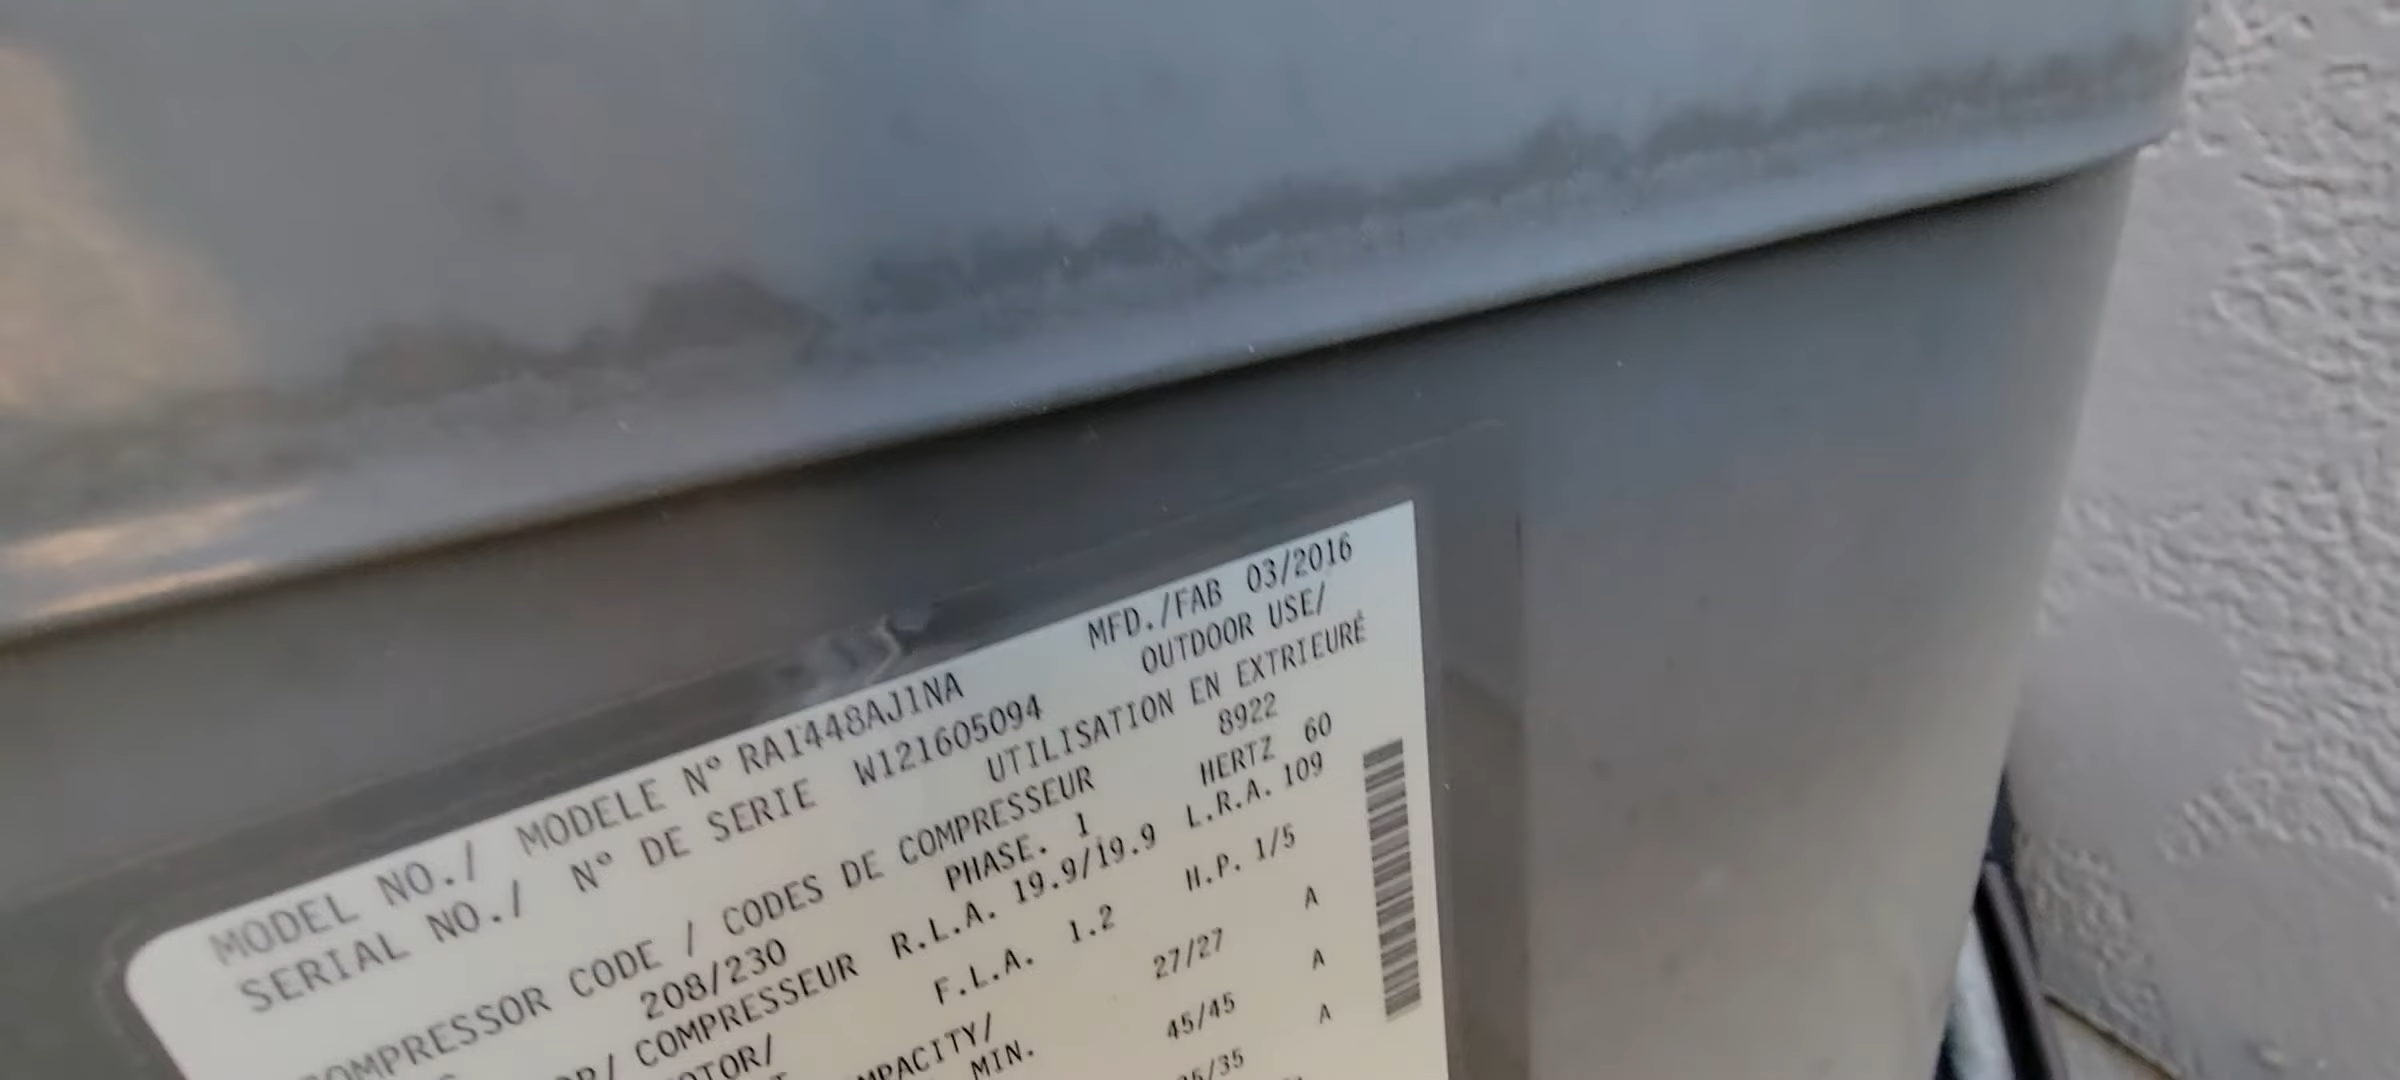 MFD./FAB 03/2016
MODEL NO./ MODELE N° RA1448AJ1NA
OUTDOOR USE/
SERIAL NO./ N° DE SERIE W121605094
UTILISATION EN EXTRIEURÉ
COMPRESSOR CODE / CODES DE COMPRESSEUR 8922
208/230 PHASE. 1 HERTZ 60
COMPRESSEUR R.L.A. 19.9/19.9 L.R.A. 109
F.L.A. 1.2 H.P. 1/5
27/27 A
MIN. 45/45 A
A